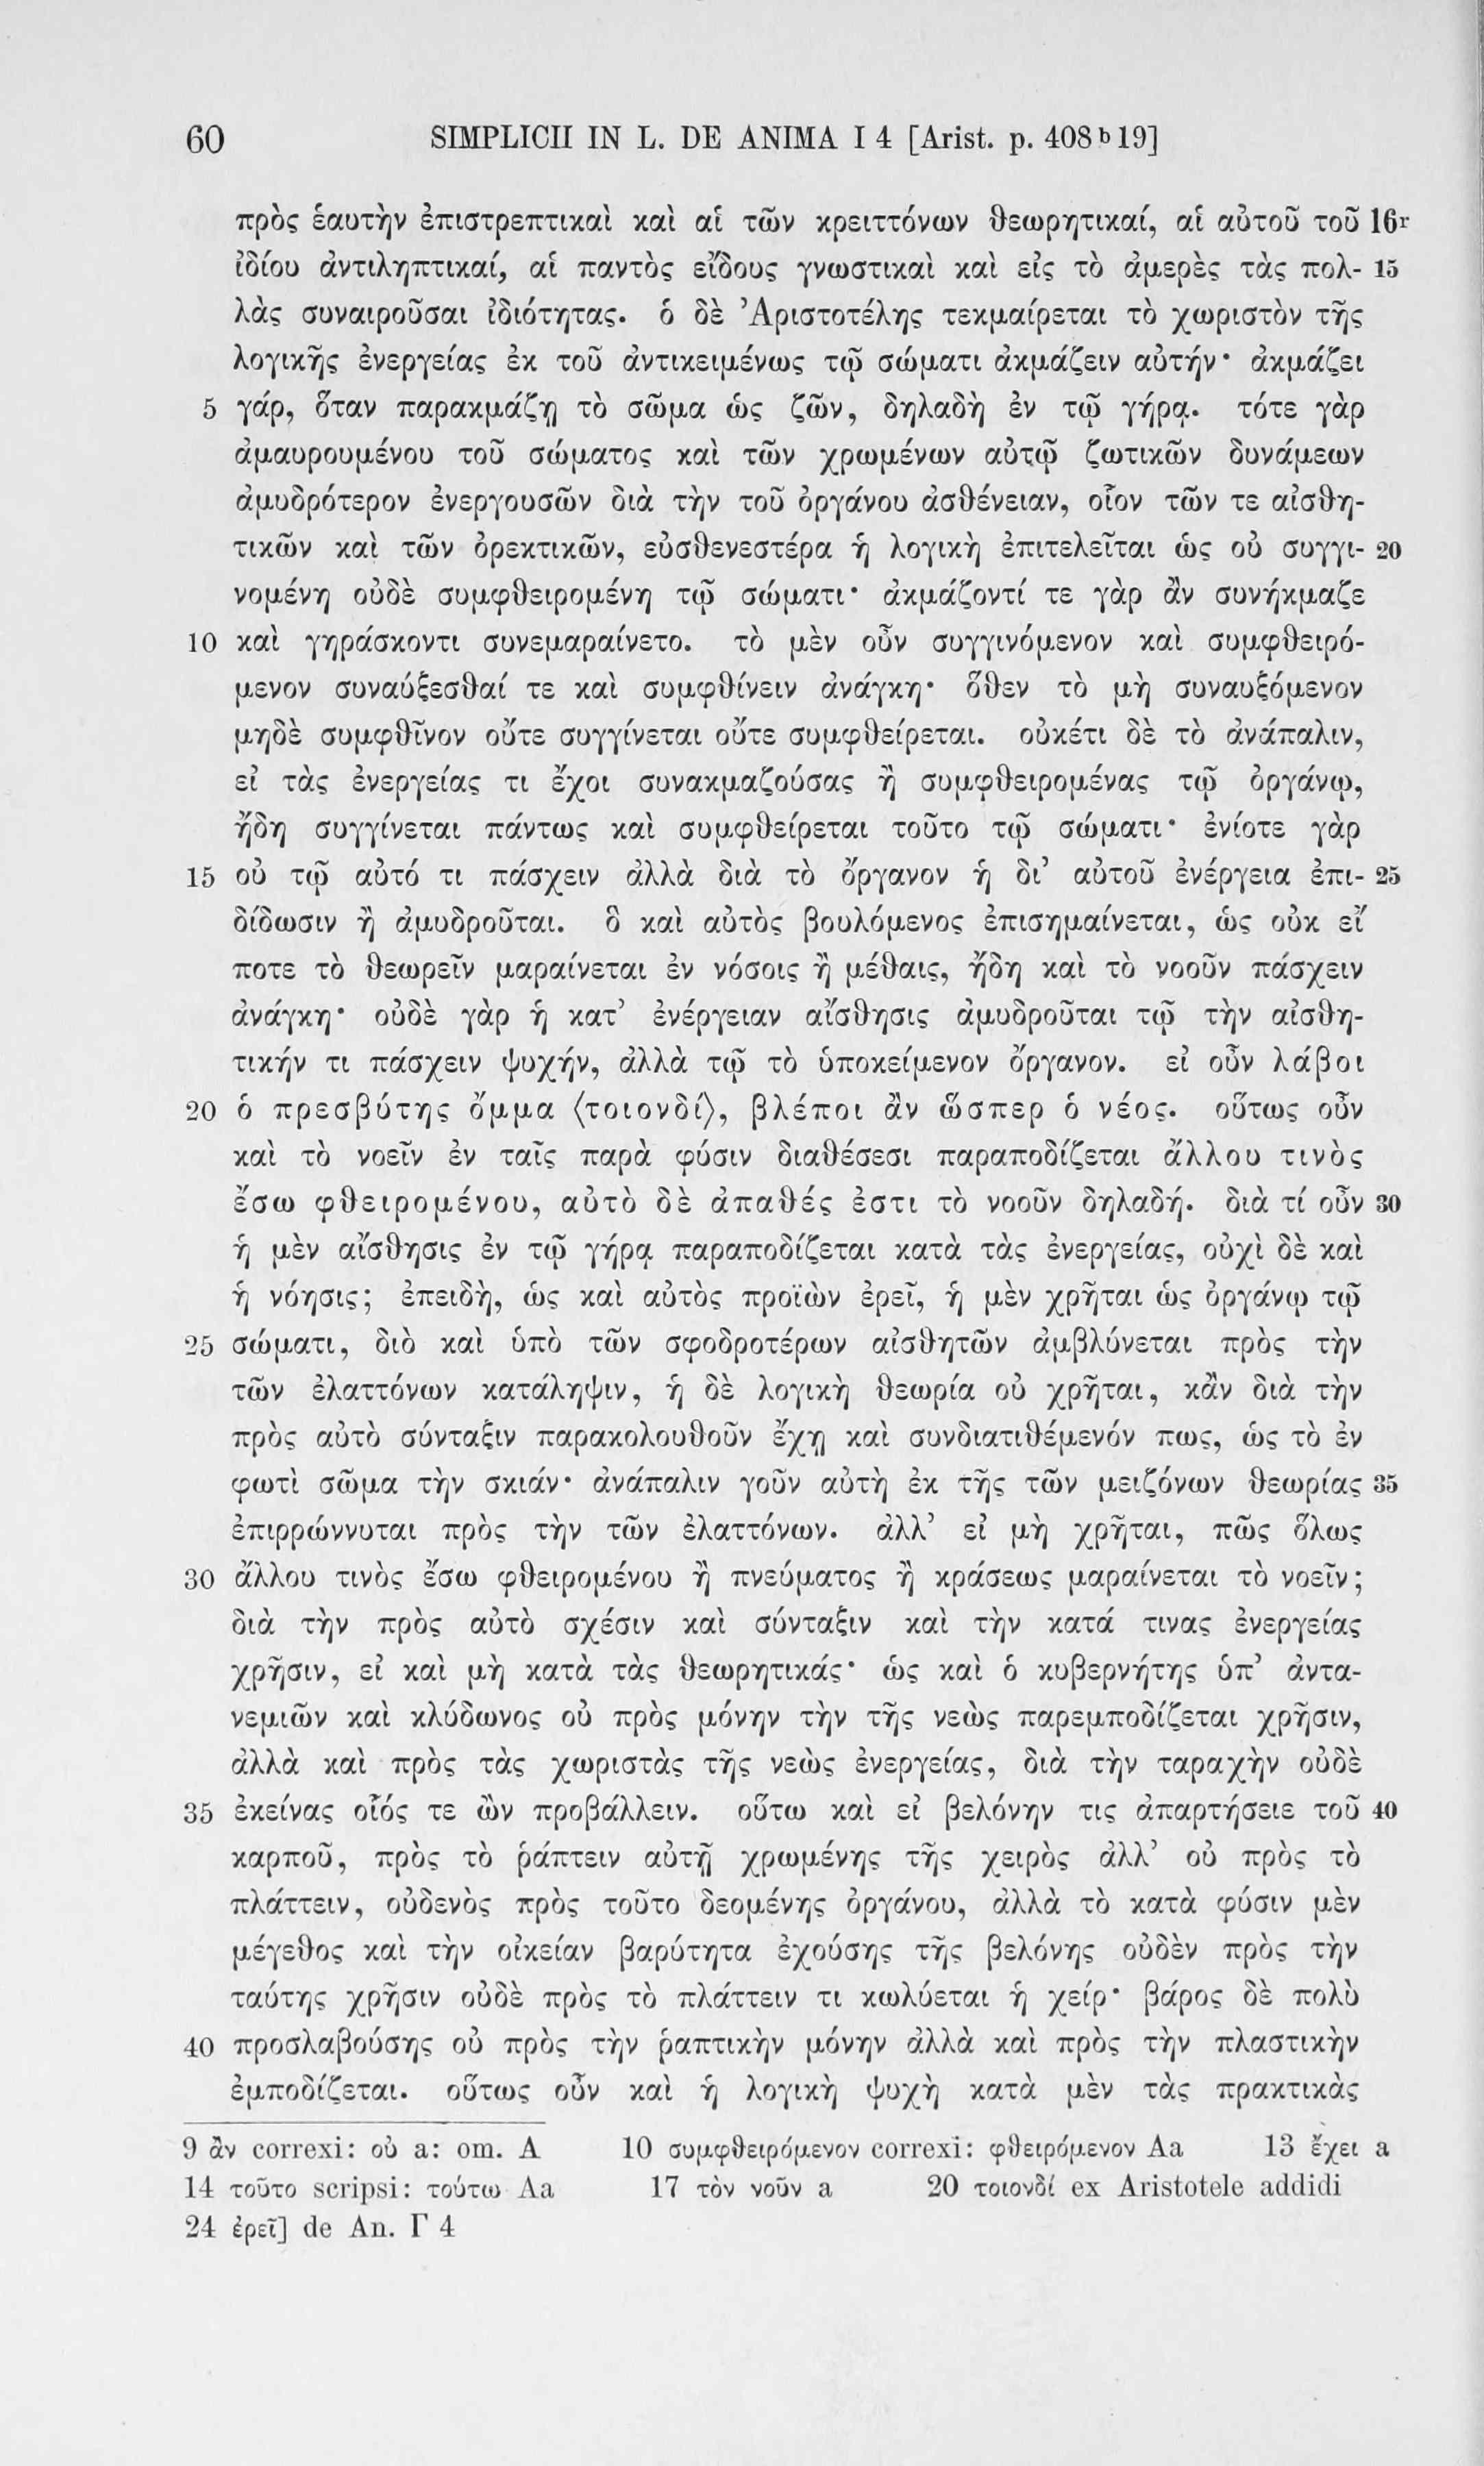 60 SIMPLICII IN L. DE ANIMA I 4 [Arist. p. 408 b 19]
πρὸς ἑαυτὴν ἐπιστρεπτικαὶ καὶ αἱ τῶν κρειττόνων θεωρητικαί, αἱ αὐτοῦ τοῦ 16r
ἰδίου ἀντιληπτικαί, αἱ παντὸς εἴδους γνωστικαὶ καὶ εἰς τὸ ἀμερὲς τὰς πολ- 15
λὰς συναιροῦσαι ἰδιότητας. ὁ δὲ Ἀριστοτέλης τεκμαίρεται τὸ χωριστὸν τῆς
λογικῆς ἐνεργείας ἐκ τοῦ ἀντικειμένως τῷ σώματι ἀκμάζειν αὐτήν· ἀκμάζει
5 γάρ, ὅταν παρακμάζῃ τὸ σῶμα ὡς ζῶν, δηλαδὴ ἐν τῷ γήρᾳ. τότε γὰρ
ἀμαυρουμένου τοῦ σώματος καὶ τῶν χρωμένων αὐτῷ ζωτικῶν δυνάμεων
ἀμυδρότερον ἐνεργουσῶν διὰ τὴν τοῦ ὀργάνου ἀσθένειαν, οἷον τῶν τε αἰσθη-
τικῶν καὶ τῶν ὀρεκτικῶν, εὐσθενεστέρα ἡ λογικὴ ἐπιτελεῖται ὡς οὐ συγγι- 20
νομένη οὐδὲ συμφθειρομένη τῷ σώματι· ἀκμάζοντί τε γὰρ ἂν συνήκμαζε
10 καὶ γηράσκοντι συνεμαραίνετο. τὸ μὲν οὖν συγγινόμενον καὶ συμφθειρό-
μενον συναύξεσθαί τε καὶ συμφθίνειν ἀνάγκη· ὅθεν τὸ μὴ συναυξόμενον
μηδὲ συμφθῖνον οὔτε συγγίνεται οὔτε συμφθείρεται. οὐκέτι δὲ τὸ ἀνάπαλιν,
εἰ τὰς ἐνεργείας τι ἔχοι συνακμαζούσας ἢ συμφθειρομένας τῷ ὀργάνῳ,
ἤδη συγγίνεται πάντως καὶ συμφθείρεται τοῦτο τῷ σώματι· ἐνίοτε γὰρ
15 οὐ τῷ αὐτό τι πάσχειν ἀλλὰ διὰ τὸ ὄργανον ἡ δι’ αὐτοῦ ἐνέργεια ἐπι- 25
δίδωσιν ἢ ἀμυδροῦται. ὃ καὶ αὐτὸς βουλόμενος ἐπισημαίνεται, ὡς οὐκ εἴ
ποτε τὸ θεωρεῖν μαραίνεται ἐν νόσοις ἢ μέθαις, ἤδη καὶ τὸ νοοῦν πάσχειν
ἀνάγκη· οὐδὲ γὰρ ἡ κατ’ ἐνέργειαν αἴσθησις ἀμυδροῦται τῷ τὴν αἰσθη-
τικήν τι πάσχειν ψυχήν, ἀλλὰ τῷ τὸ ὑποκείμενον ὄργανον. εἰ οὖν λάβοι
20 ὁ πρεσβύτης ὄμμα ⟨τοιονδί⟩, βλέποι ἂν ὥσπερ ὁ νέος. οὕτως οὖν
καὶ τὸ νοεῖν ἐν ταῖς παρὰ φύσιν διαθέσεσι παραποδίζεται ἄλλου τινὸς
ἔσω φθειρομένου, αὐτὸ δὲ ἀπαθές ἐστι τὸ νοοῦν δηλαδή. διὰ τί οὖν 30
ἡ μὲν αἴσθησις ἐν τῷ γήρᾳ παραποδίζεται κατὰ τὰς ἐνεργείας, οὐχὶ δὲ καὶ
ἡ νόησις; ἐπειδὴ, ὡς καὶ αὐτὸς προϊὼν ἐρεῖ, ἡ μὲν χρῆται ὡς ὀργάνῳ τῷ
25 σώματι, διὸ καὶ ὑπὸ τῶν σφοδροτέρων αἰσθητῶν ἀμβλύνεται πρὸς τὴν
τῶν ἐλαττόνων κατάληψιν, ἡ δὲ λογικὴ θεωρία οὐ χρῆται, κἂν διὰ τὴν
πρὸς αὐτὸ σύνταξιν παρακολουθοῦν ἔχῃ καὶ συνδιατιθέμενόν πως, ὡς τὸ ἐν
φωτὶ σῶμα τὴν σκιάν· ἀνάπαλιν γοῦν αὐτὴ ἐκ τῆς τῶν μειζόνων θεωρίας 35
ἐπιρρώννυται πρὸς τὴν τῶν ἐλαττόνων. ἀλλ’ εἰ μὴ χρῆται, πῶς ὅλως
30 ἄλλου τινὸς ἔσω φθειρομένου ἢ πνεύματος ἢ κράσεως μαραίνεται τὸ νοεῖν;
διὰ τὴν πρὸς αὐτὸ σχέσιν καὶ σύνταξιν καὶ τὴν κατά τινας ἐνεργείας
χρῆσιν, εἰ καὶ μὴ κατὰ τὰς θεωρητικάς· ὡς καὶ ὁ κυβερνήτης ὑπ’ ἀντα-
νεμιῶν καὶ κλύδωνος οὐ πρὸς μόνην τὴν τῆς νεὼς παρεμποδίζεται χρῆσιν,
ἀλλὰ καὶ πρὸς τὰς χωριστὰς τῆς νεὼς ἐνεργείας, διὰ τὴν ταραχὴν οὐδὲ
35 ἐκείνας οἷός τε ὢν προβάλλειν. οὕτω καὶ εἰ βελόνην τις ἀπαρτήσειε τοῦ 40
καρποῦ, πρὸς τὸ ῥάπτειν αὐτῇ χρωμένης τῆς χειρὸς ἀλλ’ οὐ πρὸς τὸ
πλάττειν, οὐδενὸς πρὸς τοῦτο δεομένης ὀργάνου, ἀλλὰ τὸ κατὰ φύσιν μὲν
μέγεθος καὶ τὴν οἰκείαν βαρύτητα ἐχούσης τῆς βελόνης οὐδὲν πρὸς τὴν
ταύτης χρῆσιν οὐδὲ πρὸς τὸ πλάττειν τι κωλύεται ἡ χείρ· βάρος δὲ πολὺ
40 προσλαβούσης οὐ πρὸς τὴν ῥαπτικὴν μόνην ἀλλὰ καὶ πρὸς τὴν πλαστικὴν
ἐμποδίζεται. οὕτως οὖν καὶ ἡ λογικὴ ψυχὴ κατὰ μὲν τὰς πρακτικὰς
9 ἂν correxi: οὐ a: om. A 10 συμφθειρόμενον correxi: φθειρόμενον Aa 13 ἔχει a
14 τοῦτο scripsi: τούτω Aa 17 τὸν νοῦν a 20 τοιονδί ex Aristotele addidi
24 ἐρεῖ] de An. Γ 4